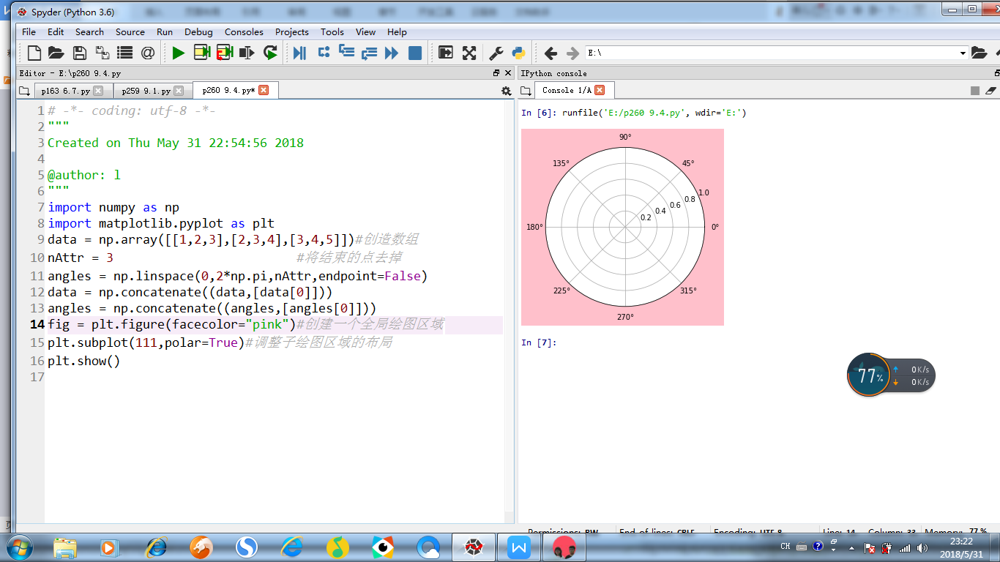 Spyder (Python 3.6)
File Edit Search Source Run Debug Consoles Projects Tools View Help
E:\
Editor - E:\p260 9.4.py
IPython console
p163 6.7.py p259 9.1.py p260 9.4.py*
Console 1/A
1 # -*- coding: utf-8 -*-
2 """
3 Created on Thu May 31 22:54:56 2018
4
5 @author: l
6 """
7 import numpy as np
8 import matplotlib.pyplot as plt
9 data = np.array([[1,2,3],[2,3,4],[3,4,5]])#创造数组
10 nAttr = 3 #将结束的点去掉
11 angles = np.linspace(0,2*np.pi,nAttr,endpoint=False)
12 data = np.concatenate((data,[data[0]]))
13 angles = np.concatenate((angles,[angles[0]]))
14 fig = plt.figure(facecolor="pink")#创建一个全局绘图区域
15 plt.subplot(111,polar=True)#调整子绘图区域的布局
16 plt.show()
17
In [6]: runfile('E:/p260 9.4.py', wdir='E:')
90°
135° 45°
1.0
0.8
0.6
0.4
0.2
180° 0°
225° 315°
270°
In [7]:
77%
0K/s
0K/s
Permissions: RW End-of-lines: CRLF Encoding: UTF-8 Line: 14 Column: 33 Memory: 77 %
CH
23:22
2018/5/31